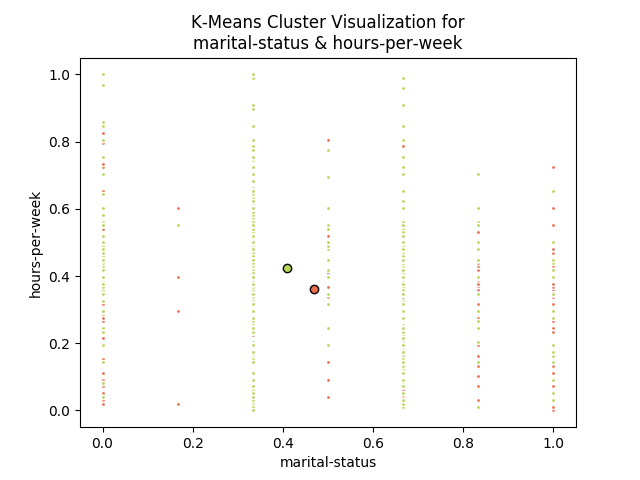 K-Means Cluster Visualization for
marital-status & hours-per-week
1.0
0.8
0.6
0.4
0.2
0.0
hours-per-week
0.0 0.2 0.4 0.6 0.8 1.0
marital-status